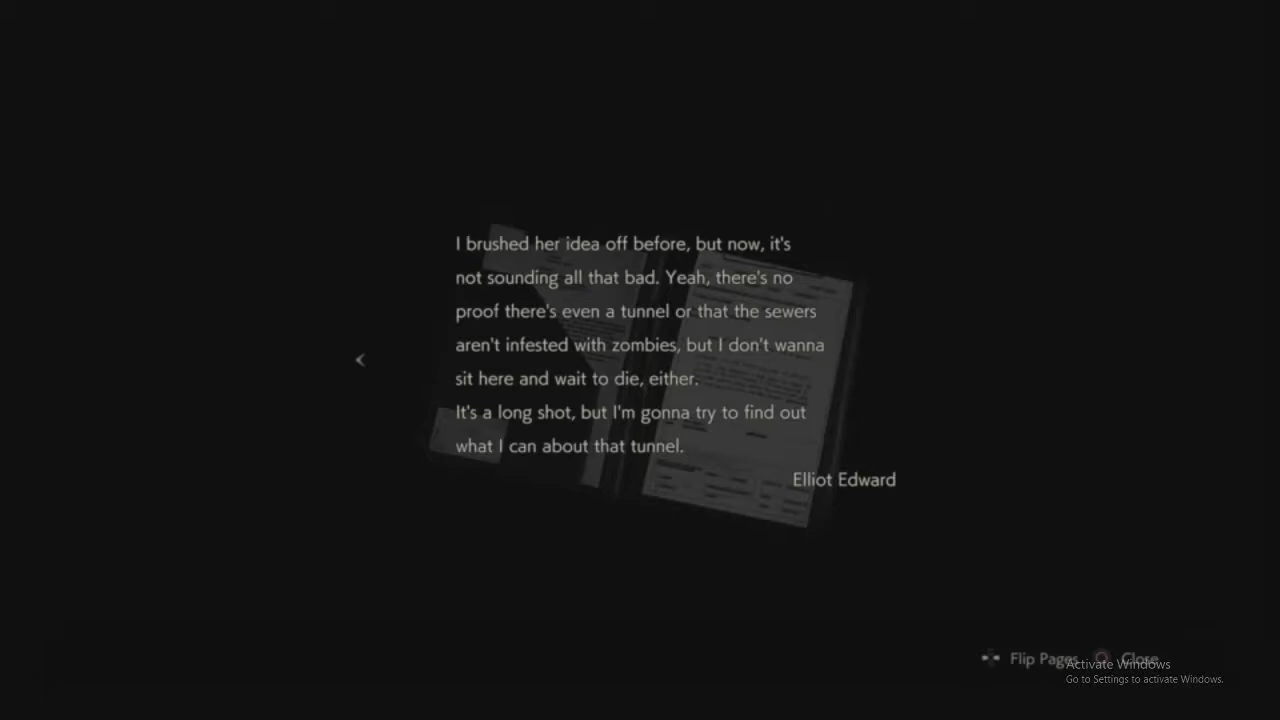 I brushed her idea off before, but now, it's
not sounding all that bad. Yeah, there's no
proof there's even a tunnel or that the sewers
aren't infested with zombies, but I don't wanna
sit here and wait to die, either.
It's a long shot, but I'm gonna try to find out
what I can about that tunnel.
Elliot Edward
Flip Pages Close
Activate Windows
Go to Settings to activate Windows.